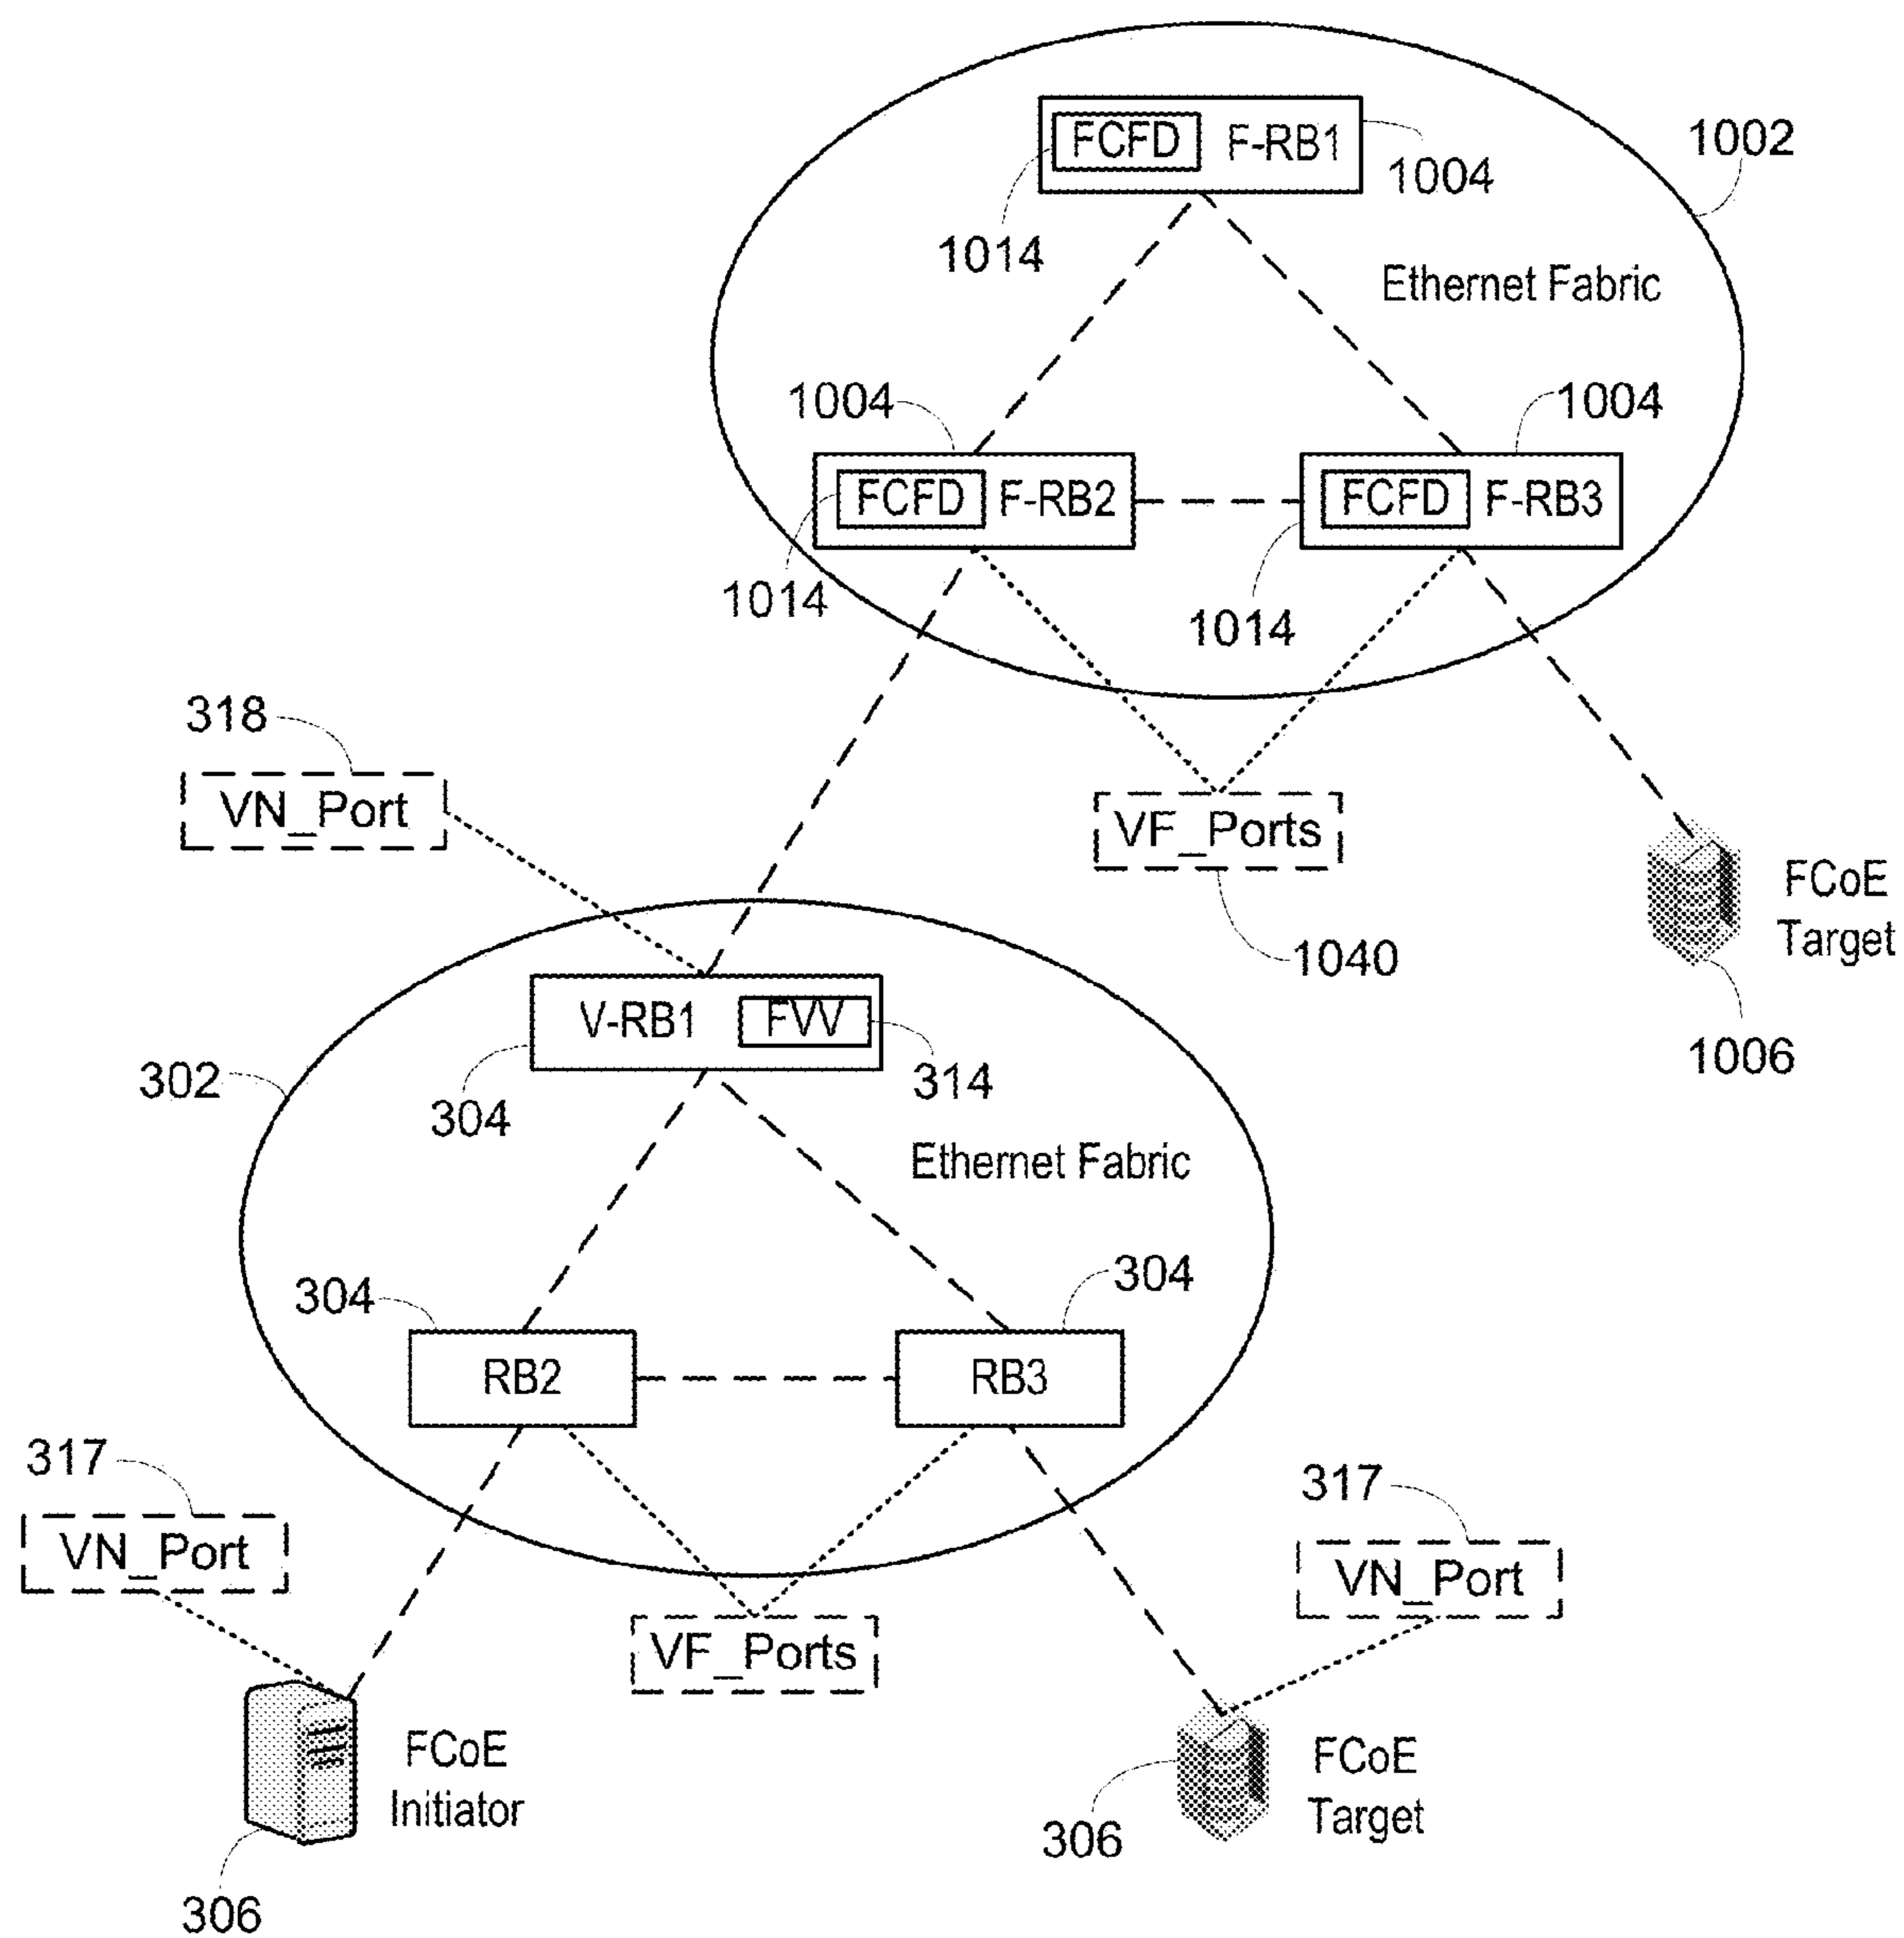 FCFD F-RB1
1002
1004
1014
Ethernet Fabric
1004
1004
FCFD F-RB2
FCFD F-RB3
1014
1014
318
VN_Port
VF_Ports
FCoE
Target
1040
V-RB1 FVV
1006
302
304
314
Ethernet Fabric
304
304
RB2
RB3
317
317
VN_Port
VN_Port
VF_Ports
FCoE
Initiator
FCoE
Target
306
306